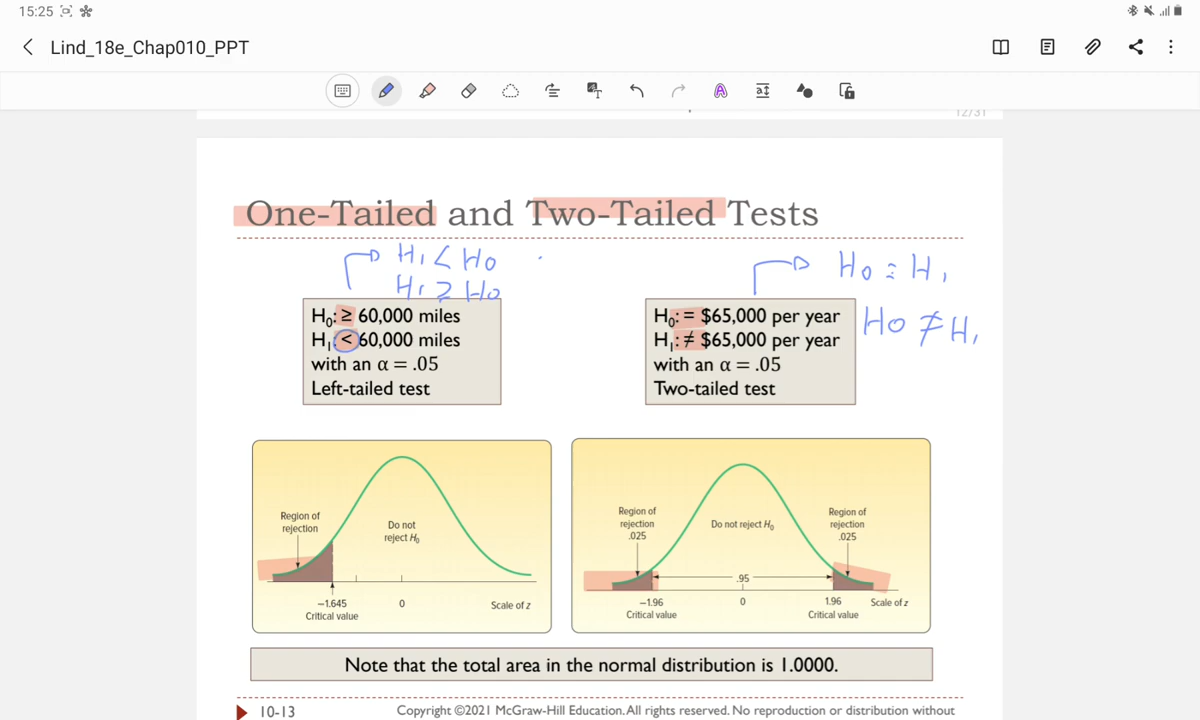 15:25
Lind_18e_Chap010_PPT
12/31
One-Tailed and Two-Tailed Tests
H₁ < H₀
H₁ ≥ H₀
H₀ = H₁
H₀ ≠ H₁
H₀: ≥ 60,000 miles
H₁: < 60,000 miles
with an α = .05
Left-tailed test
H₀: = $65,000 per year
H₁: ≠ $65,000 per year
with an α = .05
Two-tailed test
Region of
rejection
Do not
reject H₀
−1.645
Critical value
0
Scale of z
Region of
rejection
.025
Do not reject H₀
Region of
rejection
.025
.95
−1.96
Critical value
0
1.96
Critical value
Scale of z
Note that the total area in the normal distribution is 1.0000.
10-13
Copyright ©2021 McGraw-Hill Education. All rights reserved. No reproduction or distribution without